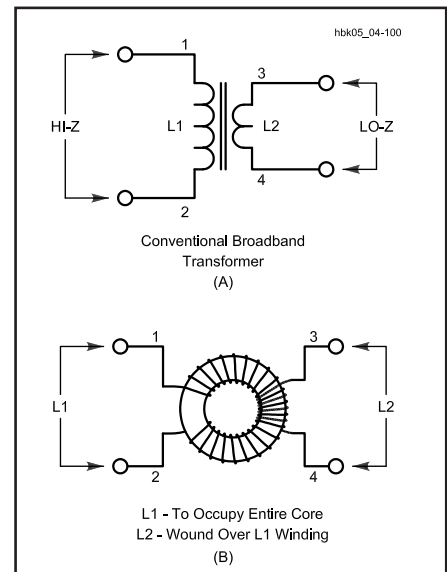 hbk05_04-100
1
3
HI-Z
L1
L2
LO-Z
2
4
Conventional Broadband
Transformer
(A)
1
3
L1
L2
2
4
L1 - To Occupy Entire Core
L2 - Wound Over L1 Winding
(B)